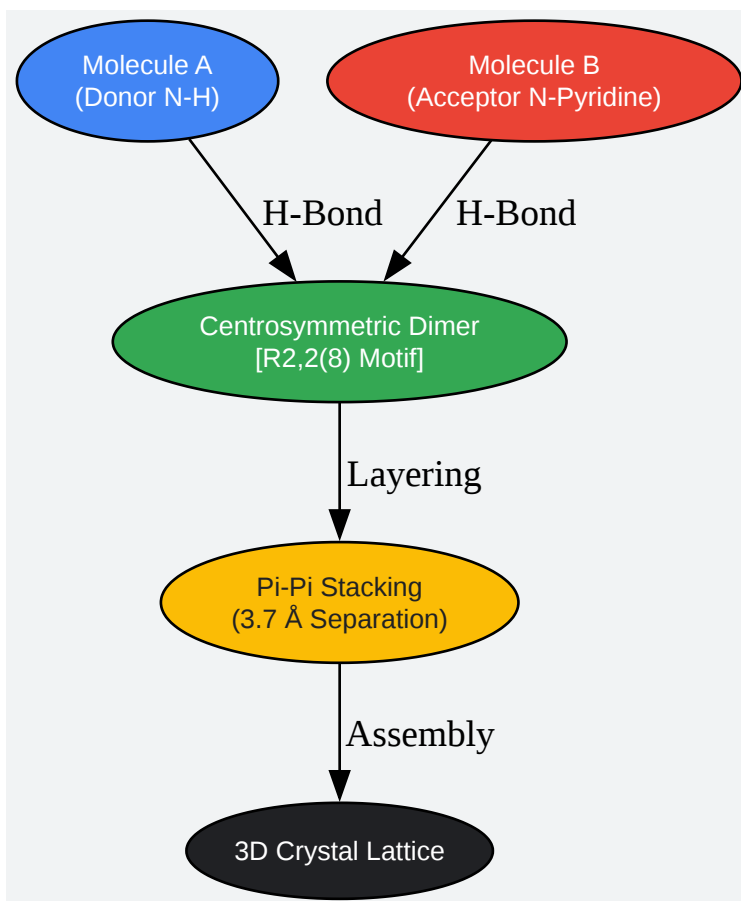 Molecule A
(Donor N-H)
Molecule B
(Acceptor N-Pyridine)
H-Bond
H-Bond
Centrosymmetric Dimer
[R2,2(8) Motif]
Layering
Pi-Pi Stacking
(3.7 Å Separation)
Assembly
3D Crystal Lattice